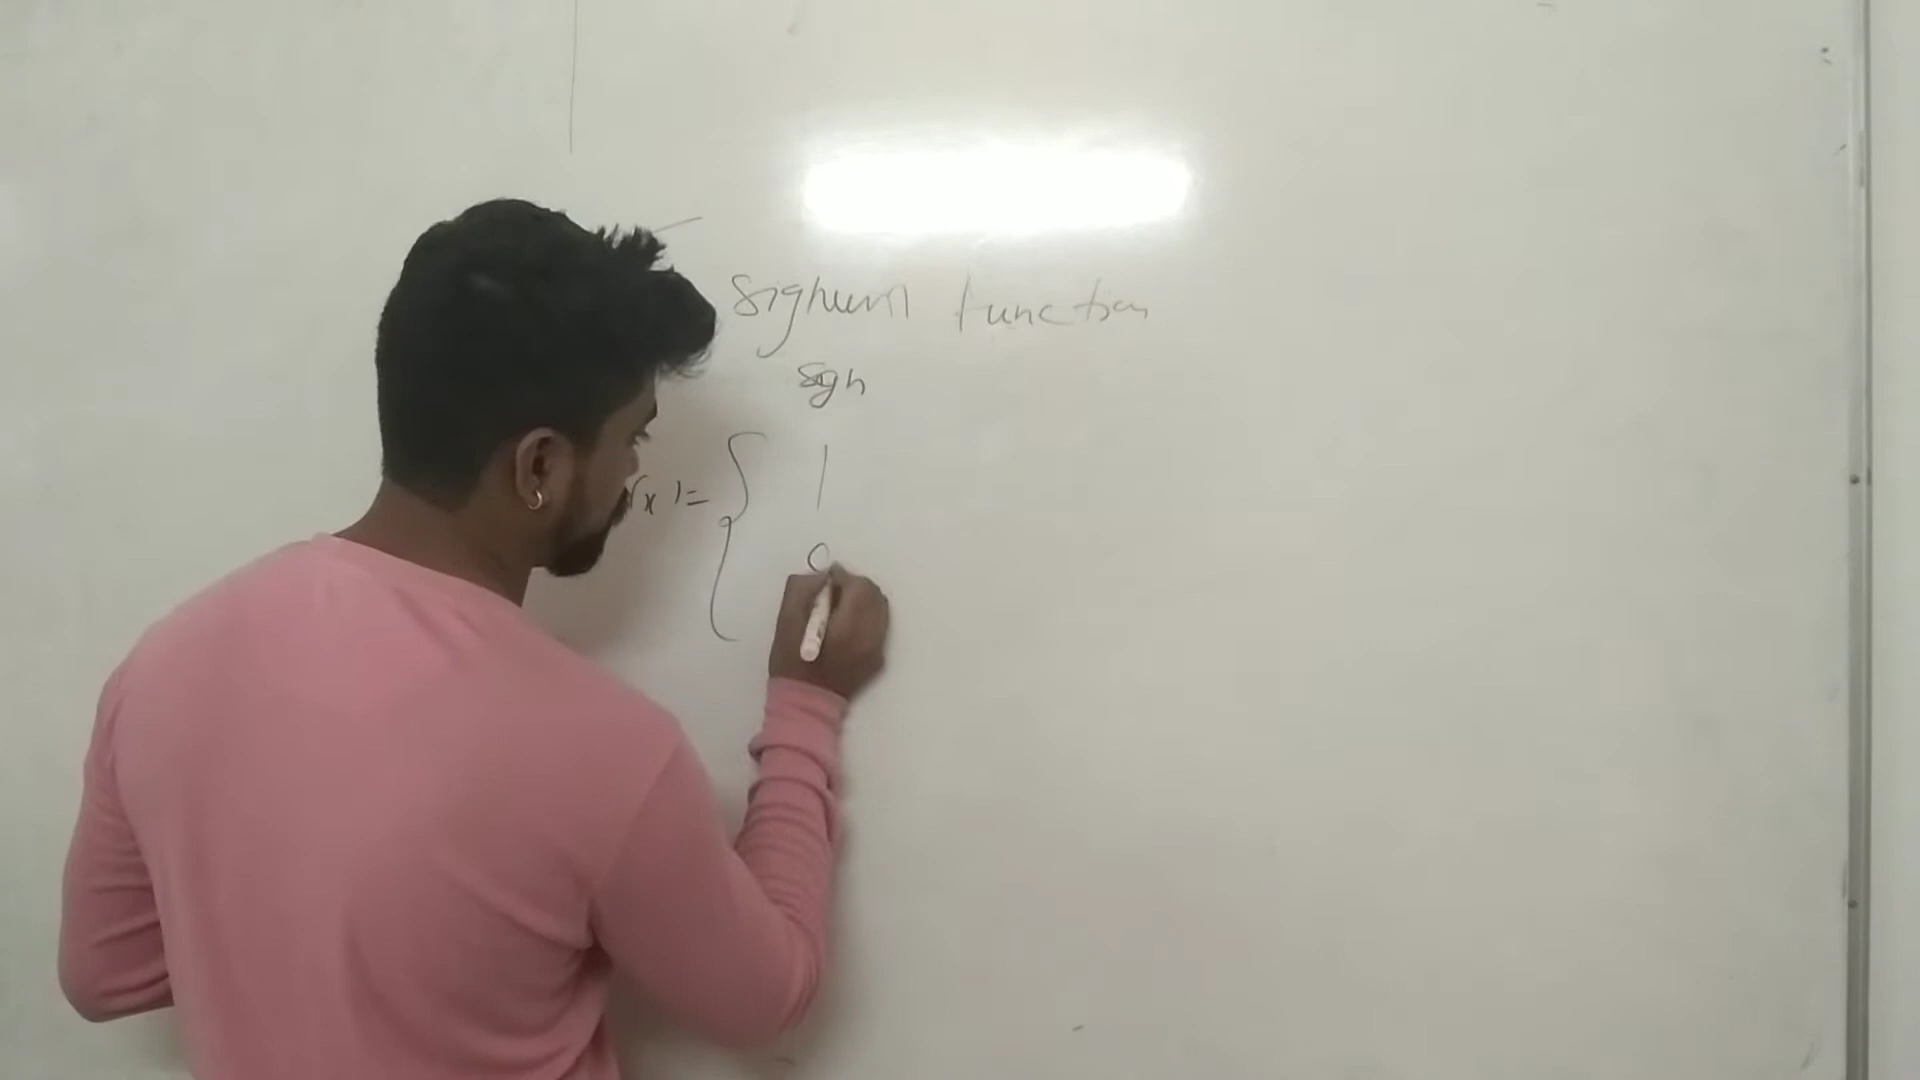 Signum function
sgn
(x) = { 1
0